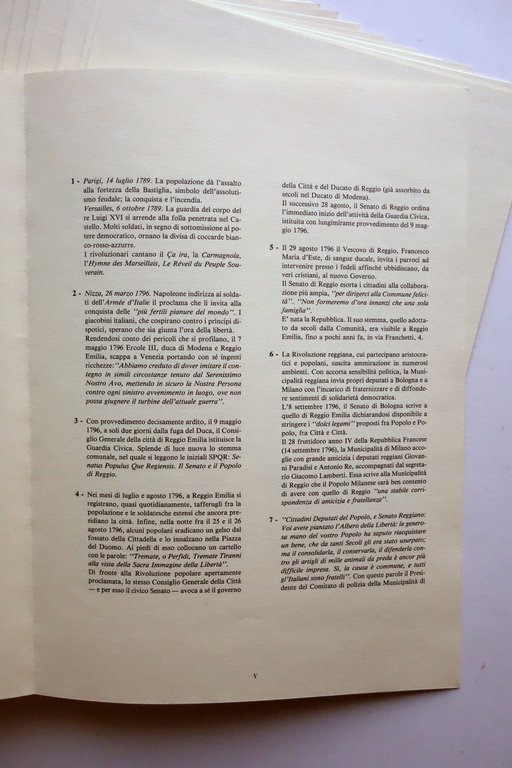 1 - Parigi, 14 luglio 1789. La popolazione dà l'assalto
alla fortezza della Bastiglia, simbolo dell'assoluti-
smo feudale; la conquista e l'incendia.
Versailles, 6 ottobre 1789. La guardia del corpo del
re Luigi XVI si arrende alla folla penetrata nel Ca-
stello. Molti soldati, in segno di sottomissione al po-
tere democratico, ornano la divisa di coccarde bian-
co-rosso-azzurre.
I rivoluzionari cantano il Ça ira, la Carmagnola,
l'Hymne des Marseillais, Le Réveil du Peuple Sou-
verain.
2 - Nizza, 26 marzo 1796. Napoleone indirizza ai solda-
ti dell'Armée d'Italie il proclama che li invita alla
conquista delle "più fertili pianure del mondo". I
giacobini italiani, che cospirano contro i principi di-
spotici, sperano che sia giunta l'ora della libertà.
Rendendosi conto dei pericoli che si profilano, il 7
maggio 1796 Ercole III, duca di Modena e Reggio
Emilia, scappa a Venezia portando con sé ingenti
ricchezze: "Abbiamo creduto di dover imitare il con-
tegno in simili circostanze tenuto dal Serenissimo
Nostro Avo, mettendo in sicuro la Nostra Persona
contro ogni sinistro avvenimento in luogo, ove non
possa giugnere il turbine dell'attuale guerra".
3 - Con provvedimento decisamente ardito, il 9 maggio
1796, a soli due giorni dalla fuga del Duca, il Consi-
glio Generale della città di Reggio Emilia istituisce la
Guardia Civica. Splende di luce nuova lo stemma
comunale, nel quale si leggono le iniziali SPQR: Se-
natus Populus Que Regiensis. Il Senato e il Popolo
di Reggio.
4 - Nei mesi di luglio e agosto 1796, a Reggio Emilia si
registrano, quasi quotidianamente, tafferugli fra la
popolazione e le soldatesche estensi che ancora pre-
sidiano la città. Infine, nella notte fra il 25 e il 26
agosto 1796, alcuni popolani sradicano un gelso dal
fossato della Cittadella e lo innalzano nella Piazza
del Duomo. Ai piedi di esso collocano un cartello
con le parole: "Tremate, o Perfidi, Tremate Tiranni
alla vista della Sacra Immagine della Libertà".
Di fronte alla Rivoluzione popolare apertamente
proclamata, lo stesso Consiglio Generale della Città
— e per esso il civico Senato — avoca a sé il governo
della Città e del Ducato di Reggio (già assorbito da
secoli nel Ducato di Modena).
Il successivo 28 agosto, il Senato di Reggio ordina
l'immediato inizio dell'attività della Guardia Civica,
istituita con lungimirante provvedimento del 9 mag-
gio 1796.
5 - Il 29 agosto 1796 il Vescovo di Reggio, Francesco
Maria d'Este, di sangue ducale, invita i parroci ad
intervenire presso i fedeli affinché ubbidiscano, da
veri cristiani, al nuovo Governo.
Il Senato di Reggio esorta i cittadini alla collabora-
zione più ampia, "per dirigerci alla Commune felici-
tà". "Non formeremo d'ora innanzi che una sola
famiglia".
E' nata la Repubblica. Il suo stemma, quello adotta-
to da secoli dalla Comunità, era visibile a Reggio
Emilia, fino a pochi anni fa, in via Franchetti, 4.
6 - La Rivoluzione reggiana, cui partecipano aristocra-
tici e popolani, suscita ammirazione in numerosi
ambienti. Con accorta sensibilità politica, la Muni-
cipalità reggiana invia propri deputati a Bologna e a
Milano con l'incarico di fraternizzare e di diffonde-
re sentimenti di solidarietà democratica.
L'8 settembre 1796, il Senato di Bologna scrive a
quello di Reggio Emilia dichiarandosi disponibile a
stringere i "dolci legami" proposti fra Popolo e Po-
polo, fra Città e Città.
Il 28 fruttidoro anno IV della Repubblica Francese
(14 settembre 1796), la Municipalità di Milano acco-
glie con grande amicizia i deputati reggiani Giovan-
ni Paradisi e Antonio Re, accompagnati dal segreta-
rio Giacomo Lamberti. Essa scrive alla Municipalità
di Reggio che il Popolo Milanese sarà ben contento
di avere con quello di Reggio "una stabile corri-
spondenza di amicizia e fratellanza".
7 - "Cittadini Deputati del Popolo, e Senato Reggiano:
Voi avete piantato l'Albero della Libertà: la genero-
sa mano del vostro Popolo ha saputo riacquistare
un bene, che da tanti Secoli gli era stato usurpato;
ma il consolidarla, il conservarla, il difenderla con-
tro gli artigli di mille animali da preda è ancor più
difficile impresa. Sì, la causa è commune, e tutti
gl'Italiani sono fratelli". Con queste parole il Presi-
dente del Comitato di polizia della Municipalità di
V